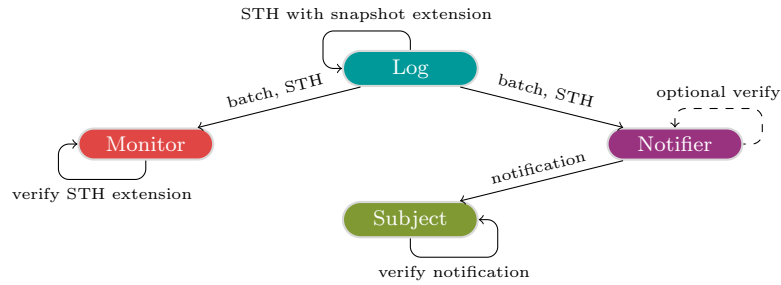 STH with snapshot extension
Log
batch, STH
batch, STH
optional verify
Monitor
Notifier
verify STH extension
notification
Subject
verify notification